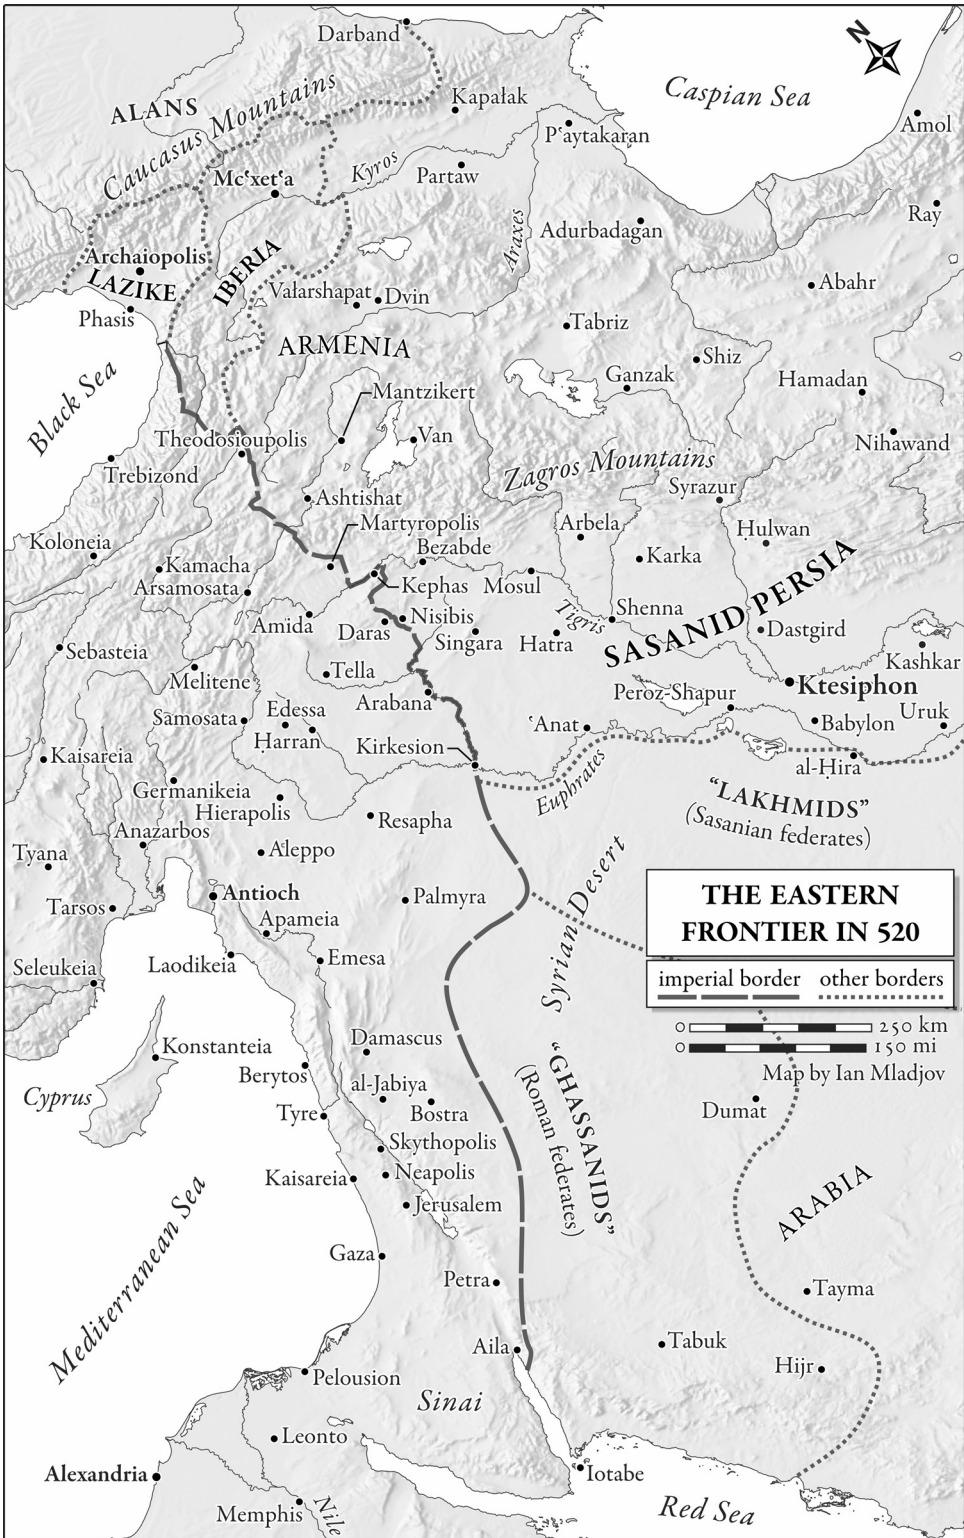 Darband
N
Caspian Sea
ALANS
Caucasus Mountains
Kapałak
Pʿaytakaran
Amol
Mcʿxetʿa
Kyros
Partaw
Ray
Araxes
Adurbadagan
Archaiopolis
LAZIKE
IBERIA
Vałarshapat
Dvin
Abahr
Phasis
Tabriz
ARMENIA
Shiz
Black Sea
Ganzak
Hamadan
Mantzikert
Theodosioupolis
Van
Nihawand
Trebizond
Zagros Mountains
Syrazur
Ashtishat
Martyropolis
Arbela
Ḥulwan
Koloneia
Bezabde
Karka
Kamacha
Kephas
Mosul
SASANID PERSIA
Arsamosata
Amida
Daras
Nisibis
Singara
Hatra
Tigris
Shenna
Dastgird
Sebasteia
Kashkar
Melitene
Tella
Arabana
Peroz-Shapur
Ktesiphon
Samosata
Edessa
Ḥarran
ʿAnat
Babylon
Uruk
Kaisareia
Kirkesion
al-Ḥira
Germanikeia
Euphrates
Hierapolis
Resapha
"LAKHMIDS"
(Sasanian federates)
Anazarbos
Tyana
Aleppo
Tarsos
Antioch
Palmyra
Syrian Desert
THE EASTERN
FRONTIER IN 520
Apameia
Seleukeia
Laodikeia
Emesa
imperial border
other borders
0 250 km
0 150 mi
Map by Ian Mladjov
Konstanteia
Damascus
Berytos
Cyprus
al-Jabiya
Bostra
"GHASSANIDS"
(Roman federates)
Dumat
Tyre
Skythopolis
Neapolis
Kaisareia
Jerusalem
ARABIA
Mediterranean Sea
Gaza
Petra
Tayma
Aila
Tabuk
Hijr
Pelousion
Sinai
Leonto
Alexandria
Iotabe
Memphis
Nile
Red Sea